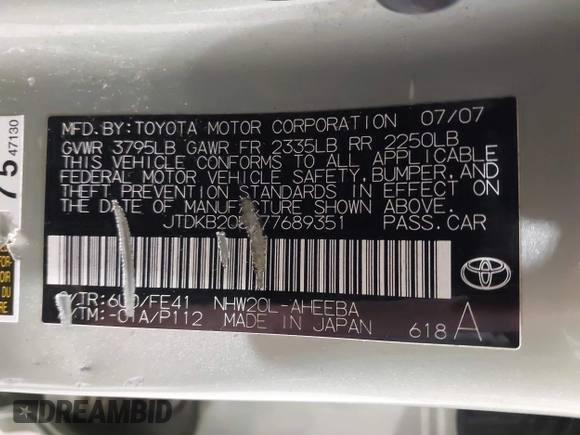 MFD.BY:TOYOTA MOTOR CORPORATION 07/07
GVWR 3795LB GAWR FR 2335LB RR 2250LB
THIS VEHICLE CONFORMS TO ALL APPLICABLE
FEDERAL MOTOR VEHICLE SAFETY,BUMPER,AND
THEFT PREVENTION STANDARDS IN EFFECT ON
THE DATE OF MANUFACTURE SHOWN ABOVE.
PASS.CAR
NHW20L-AHEEBA
MADE IN JAPAN
618 A
75 47130
DREAMBID